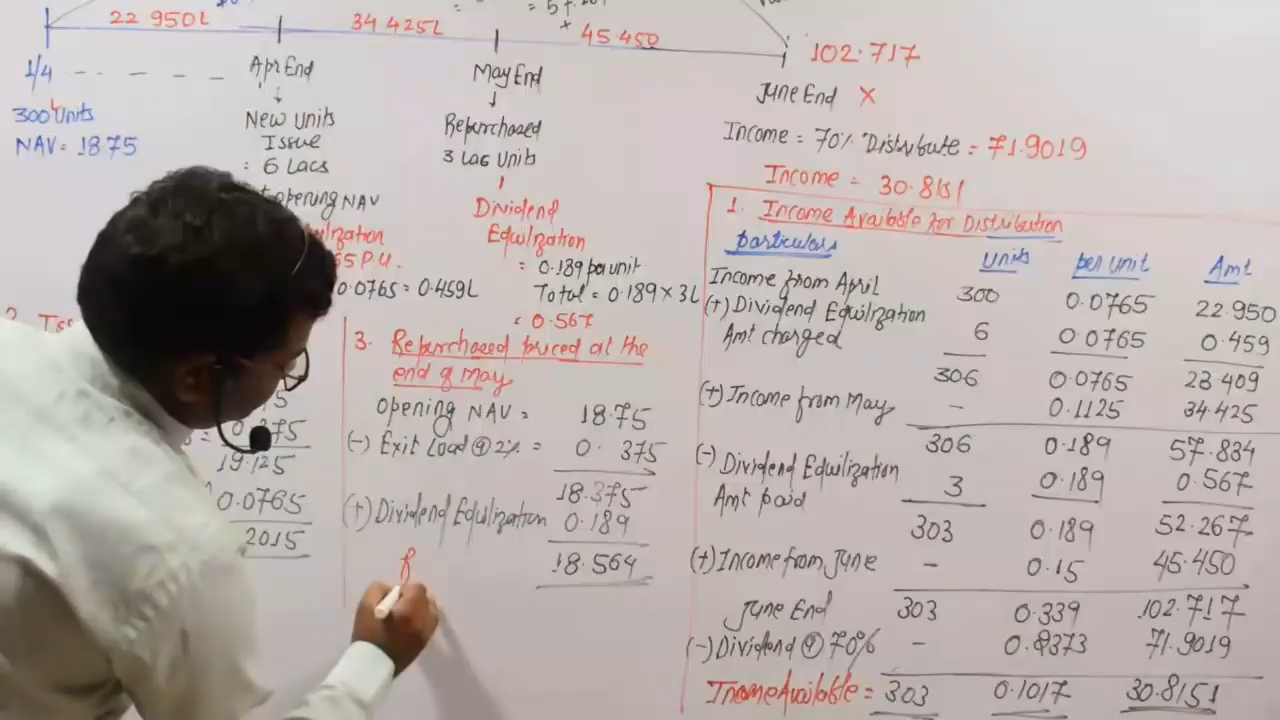 22 950L
34 425L
+
45.450
102.717
1/4
300 Units
NAV = 1875
Apr End
New Units
Issue
: 6 Lacs
opening NAV
0.0765 = 0.459L
May End
Repurchased
3 Lac Units
Dividend
Equilization
= 0.189 per unit
Total = 0.189 × 3L
= 0.567
June End X
Income = 70% Distribute = 71.9019
Income = 30.8151
1. Income Available For Distribution
particulars units per unit Amt
Income from April 300 0.0765 22.950
(+) Dividend Equilization
Amt charged 6 0.0765 0.459
306 0.0765 23.409
(+) Income from May - 0.1125 34.425
306 0.189 57.834
(-) Dividend Equilization
Amt paid 3 0.189 0.567
303 0.189 52.267
(+) Income from June - 0.15 45.450
June End 303 0.339 102.717
(-) Dividend @ 70% - 0.2373 71.9019
Income Available = 303 0.1017 30.8151
19.125
0.0765
2015
3. Repurchased priced at the
end of May
opening NAV = 18.75
(-) Exit Load @ 2% = 0.375
18.375
(+) Dividend Equilization 0.189
18.564